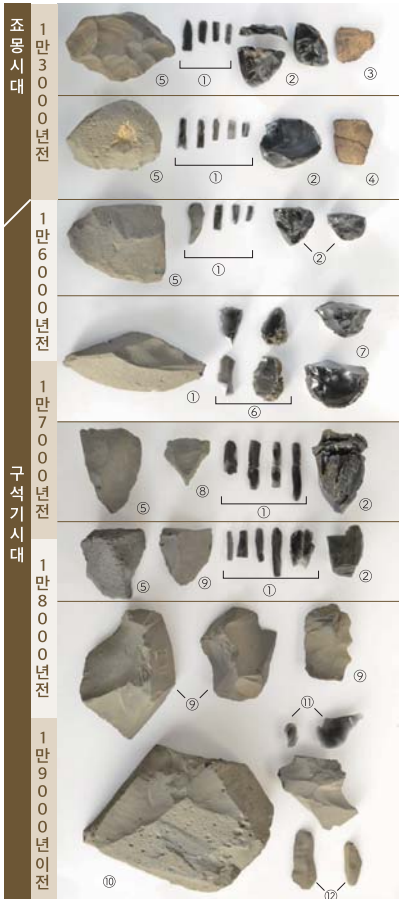 죠몽시대
구석기시대
1만3000년전
1만6000년전
1만7000년전
1만8000년전
1만9000년이전
⑤ ① ② ③
⑤ ① ② ④
⑤ ① ②
① ⑥ ⑦
⑤ ⑧ ① ②
⑤ ⑨ ① ②
⑨ ⑨
⑪
⑩ ⑫